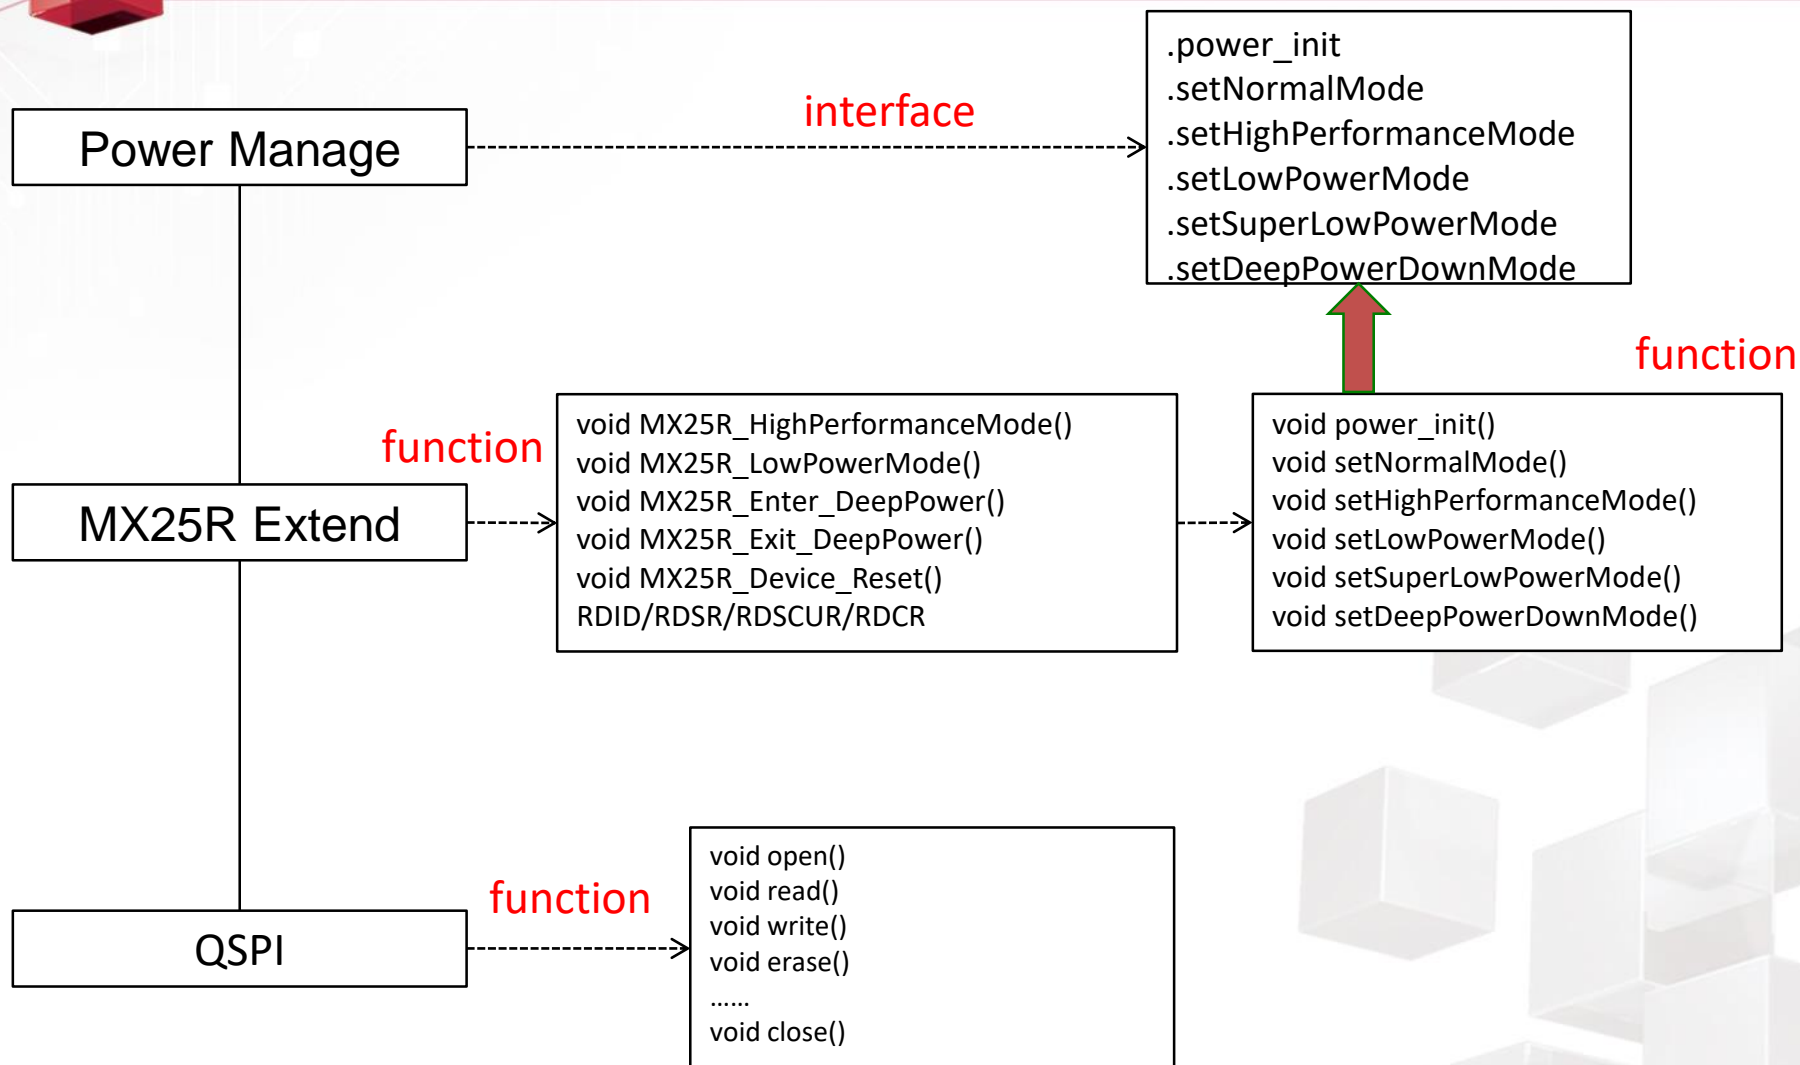 .power_init
.setNormalMode
.setHighPerformanceMode
.setLowPowerMode
.setSuperLowPowerMode
.setDeepPowerDownMode
interface
Power Manage
function
function
void MX25R_HighPerformanceMode()
void MX25R_LowPowerMode()
void MX25R_Enter_DeepPower()
void MX25R_Exit_DeepPower()
void MX25R_Device_Reset()
RDID/RDSR/RDSCUR/RDCR
void power_init()
void setNormalMode()
void setHighPerformanceMode()
void setLowPowerMode()
void setSuperLowPowerMode()
void setDeepPowerDownMode()
MX25R Extend
function
void open()
void read()
void write()
void erase()
......
void close()
QSPI